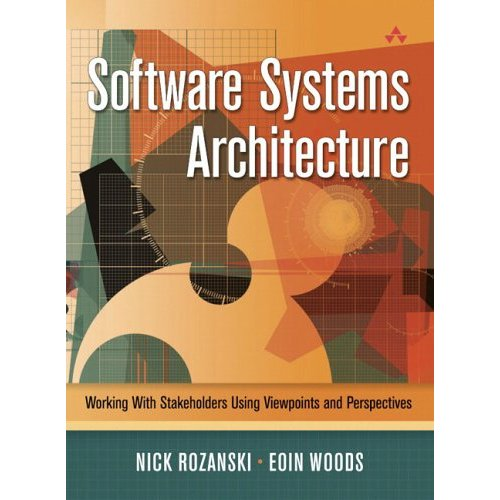 Software Systems
Architecture
Working With Stakeholders Using Viewpoints and Perspectives
NICK ROZANSKI • EOIN WOODS